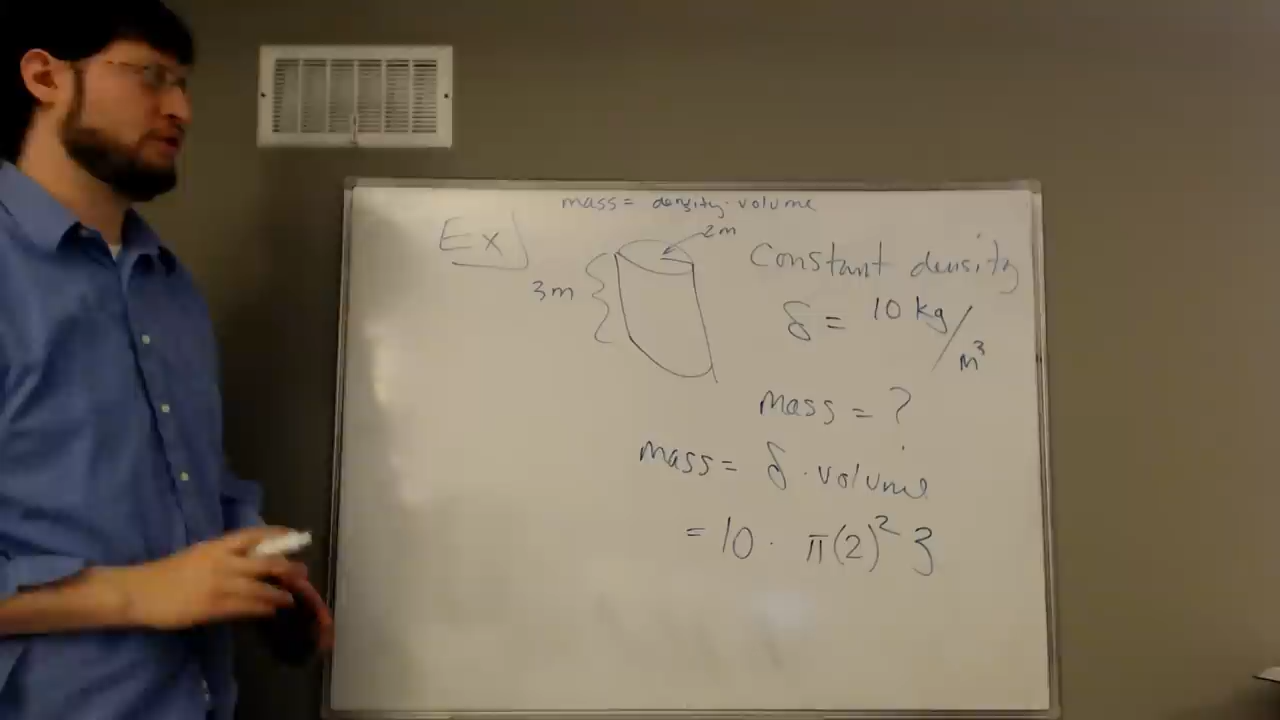 mass = density · volume
Ex
2m
3m
Constant density
δ = 10 kg/m³
mass = ?
mass = δ · volume
= 10 · π(2)² 3